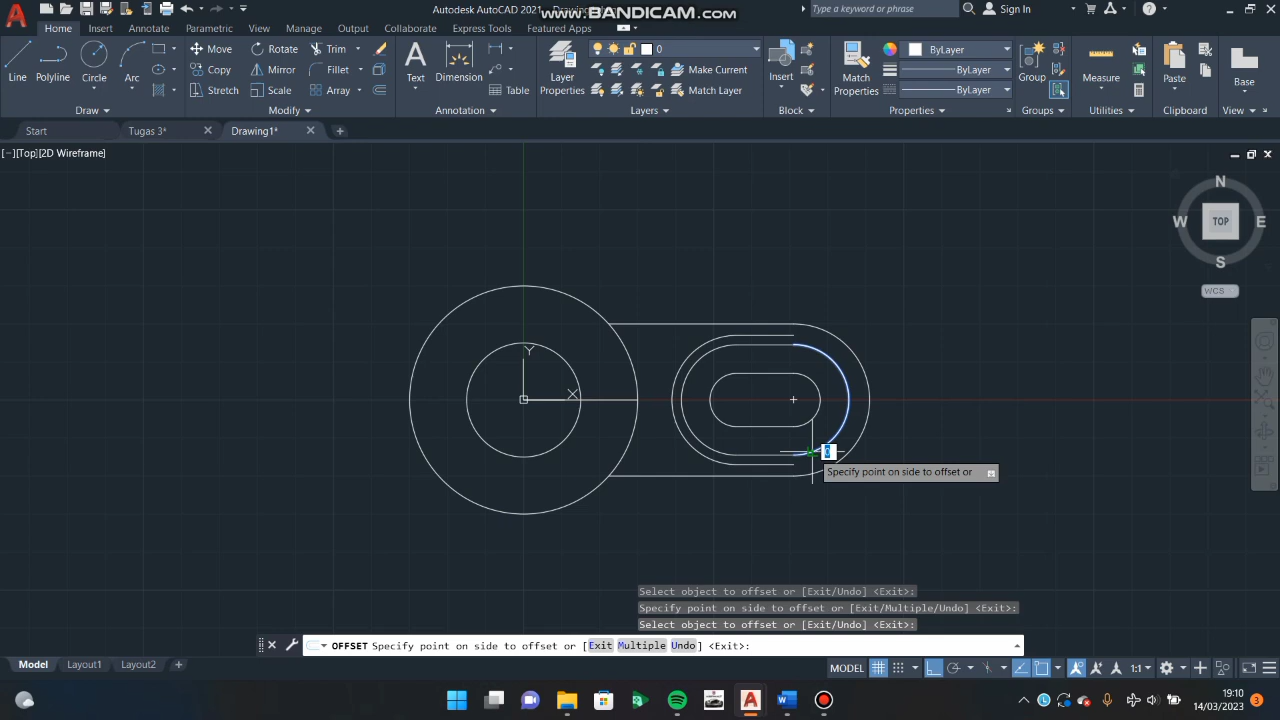 Autodesk AutoCAD 2021
www.BANDICAM.com
Type a keyword or phrase
Sign In
Home
Insert
Annotate
Parametric
View
Manage
Output
Add-ins
Collaborate
Express Tools
Featured Apps
Line
Polyline
Circle
Arc
Move
Copy
Stretch
Rotate
Mirror
Scale
Trim
Fillet
Array
Text
Dimension
Table
Layer
Properties
0
Make Current
Match Layer
Insert
Match
Properties
ByLayer
ByLayer
ByLayer
Group
Measure
Paste
Base
Draw
Modify
Annotation
Layers
Block
Properties
Groups
Utilities
Clipboard
View
Start
Tugas 3*
Drawing1*
[−][Top][2D Wireframe]
N
W
TOP
E
S
WCS
Y
X
Specify point on side to offset or
Select object to offset or [Exit/Undo] <Exit>:
Specify point on side to offset or [Exit/Multiple/Undo] <Exit>:
Select object to offset or [Exit/Undo] <Exit>:
OFFSET Specify point on side to offset or [Exit Multiple Undo] <Exit>:
Model
Layout1
Layout2
MODEL
1:1
19:10
14/03/2023
3